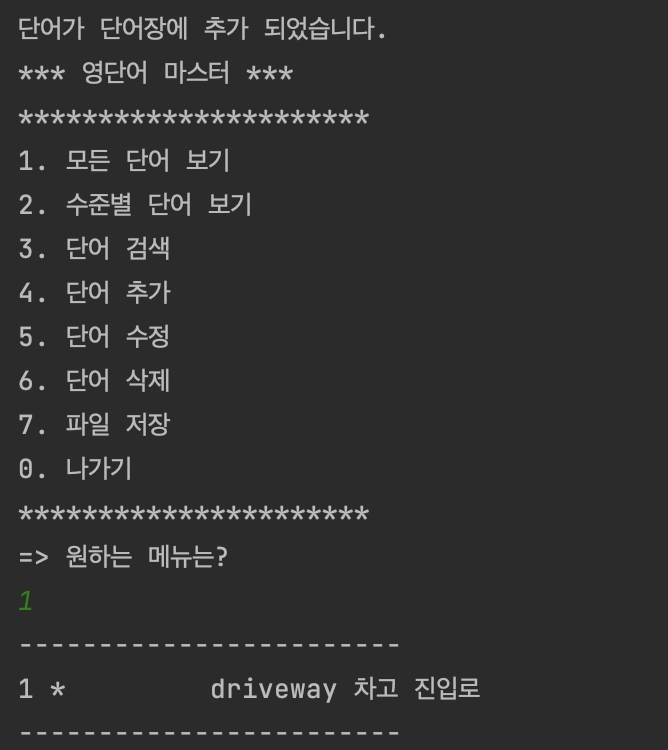 단어가 단어장에 추가 되었습니다.
*** 영단어 마스터 ***
**********************
1. 모든 단어 보기
2. 수준별 단어 보기
3. 단어 검색
4. 단어 추가
5. 단어 수정
6. 단어 삭제
7. 파일 저장
0. 나가기
**********************
=> 원하는 메뉴는?
1
------------------------
1 *         driveway 차고 진입로
------------------------